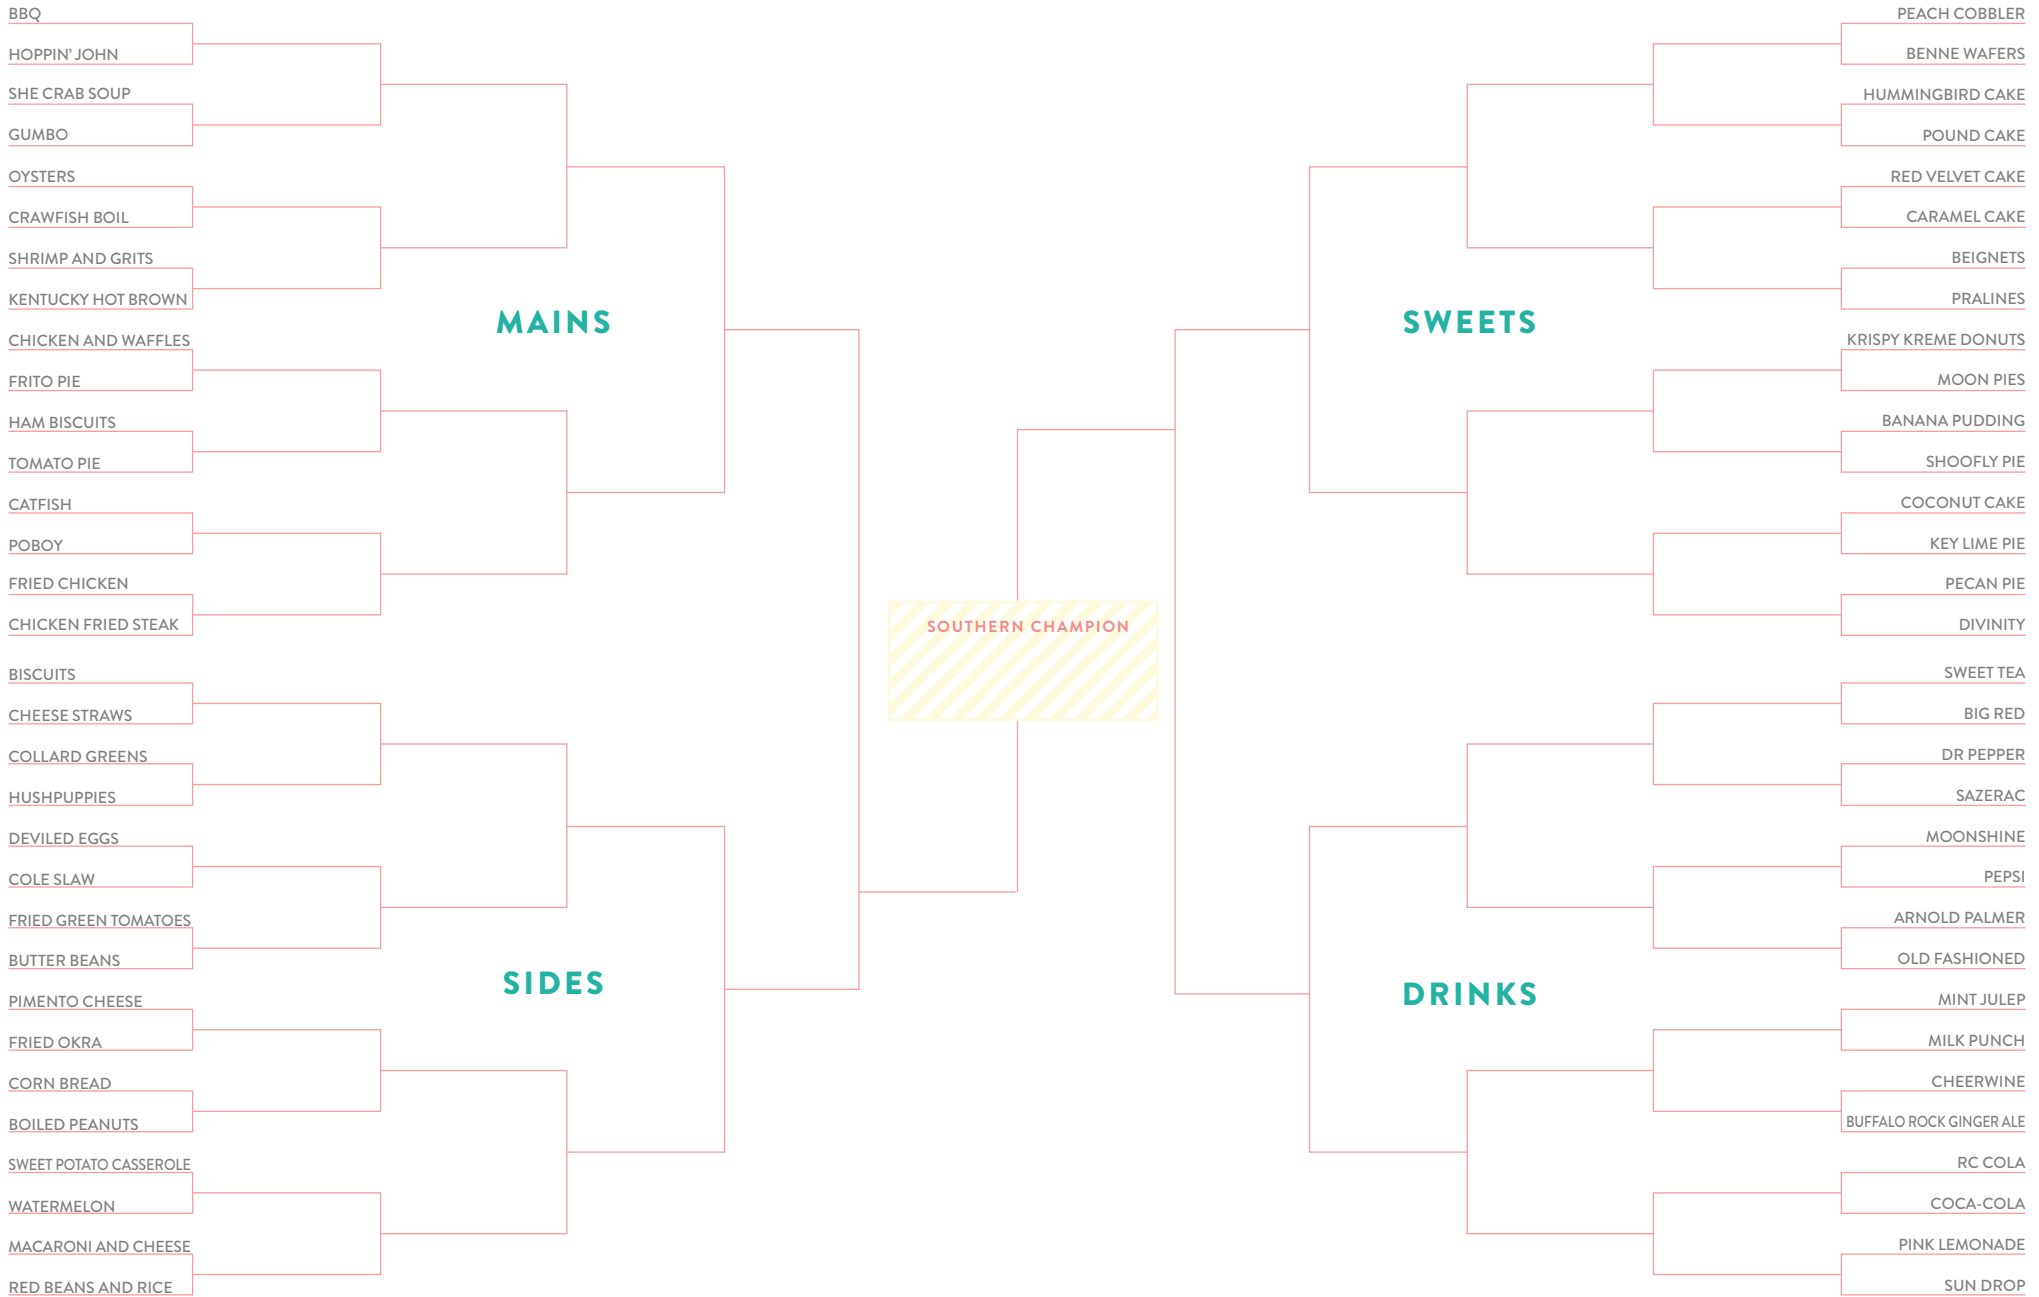 BBQ
HOPPIN’ JOHN
SHE CRAB SOUP
GUMBO
OYSTERS
CRAWFISH BOIL
SHRIMP AND GRITS
KENTUCKY HOT BROWN
CHICKEN AND WAFFLES
FRITO PIE
HAM BISCUITS
TOMATO PIE
CATFISH
POBOY
FRIED CHICKEN
CHICKEN FRIED STEAK
MAINS
BISCUITS
CHEESE STRAWS
COLLARD GREENS
HUSHPUPPIES
DEVILED EGGS
COLE SLAW
FRIED GREEN TOMATOES
BUTTER BEANS
PIMENTO CHEESE
FRIED OKRA
CORN BREAD
BOILED PEANUTS
SWEET POTATO CASSEROLE
WATERMELON
MACARONI AND CHEESE
RED BEANS AND RICE
SIDES
SOUTHERN CHAMPION
SWEETS
PEACH COBBLER
BENNE WAFERS
HUMMINGBIRD CAKE
POUND CAKE
RED VELVET CAKE
CARAMEL CAKE
BEIGNETS
PRALINES
KRISPY KREME DONUTS
MOON PIES
BANANA PUDDING
SHOOFLY PIE
COCONUT CAKE
KEY LIME PIE
PECAN PIE
DIVINITY
DRINKS
SWEET TEA
BIG RED
DR PEPPER
SAZERAC
MOONSHINE
PEPSI
ARNOLD PALMER
OLD FASHIONED
MINT JULEP
MILK PUNCH
CHEERWINE
BUFFALO ROCK GINGER ALE
RC COLA
COCA-COLA
PINK LEMONADE
SUN DROP